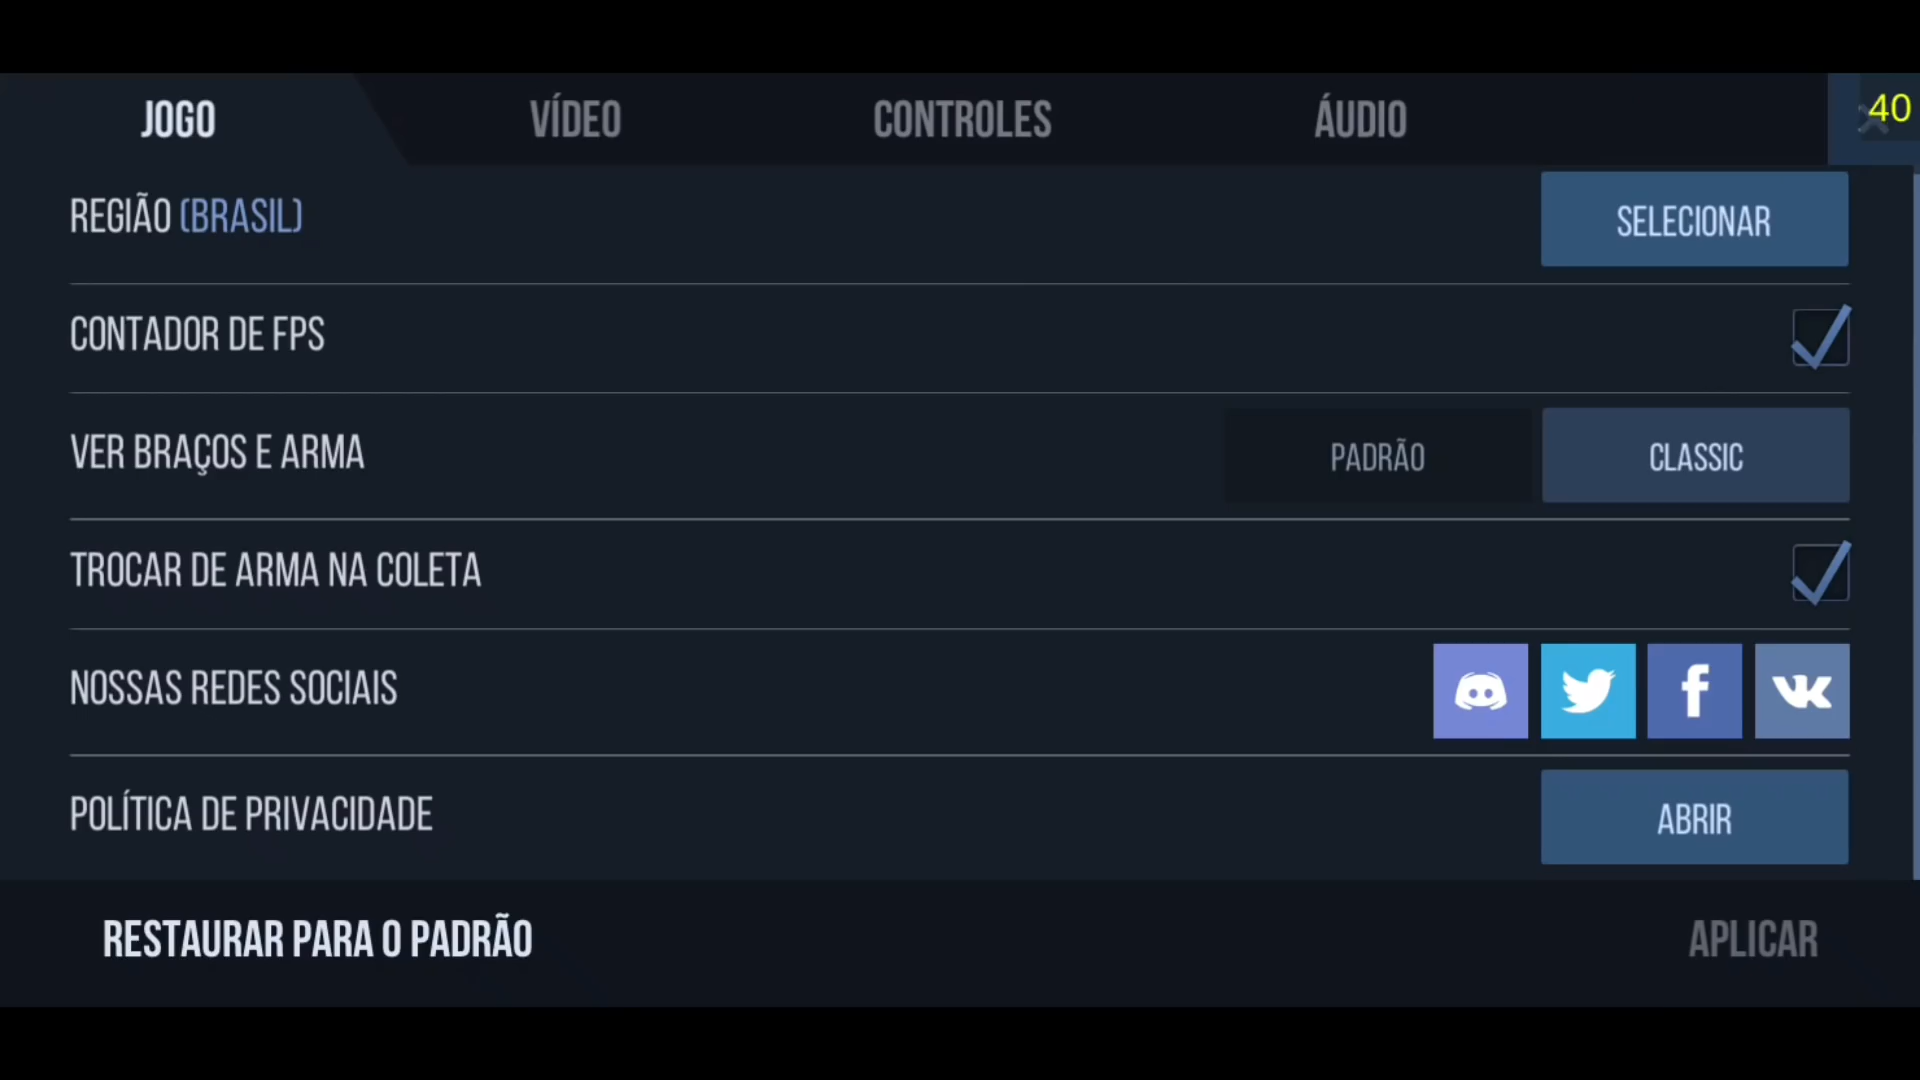 JOGO VÍDEO CONTROLES ÁUDIO 40
REGIÃO (BRASIL) SELECIONAR
CONTADOR DE FPS
VER BRAÇOS E ARMA PADRÃO CLASSIC
TROCAR DE ARMA NA COLETA
NOSSAS REDES SOCIAIS
POLÍTICA DE PRIVACIDADE ABRIR
RESTAURAR PARA O PADRÃO APLICAR